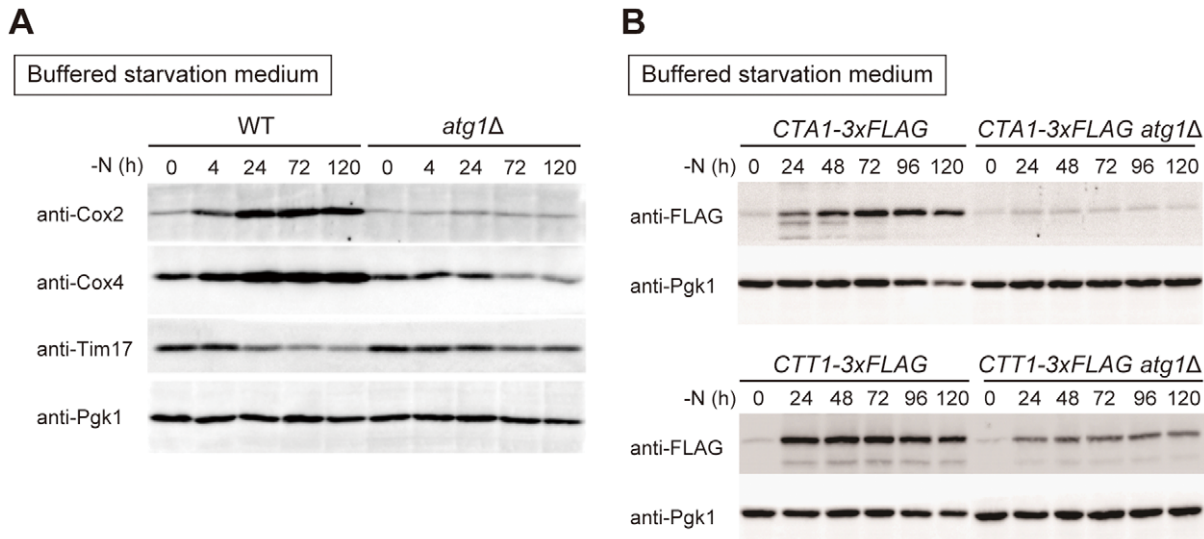 A
Buffered starvation medium
WT atg1Δ
-N (h) 0 4 24 72 120 0 4 24 72 120
anti-Cox2
anti-Cox4
anti-Tim17
anti-Pgk1
B
Buffered starvation medium
CTA1-3xFLAG CTA1-3xFLAG atg1Δ
-N (h) 0 24 48 72 96 120 0 24 48 72 96 120
anti-FLAG
anti-Pgk1
CTT1-3xFLAG CTT1-3xFLAG atg1Δ
-N (h) 0 24 48 72 96 120 0 24 48 72 96 120
anti-FLAG
anti-Pgk1